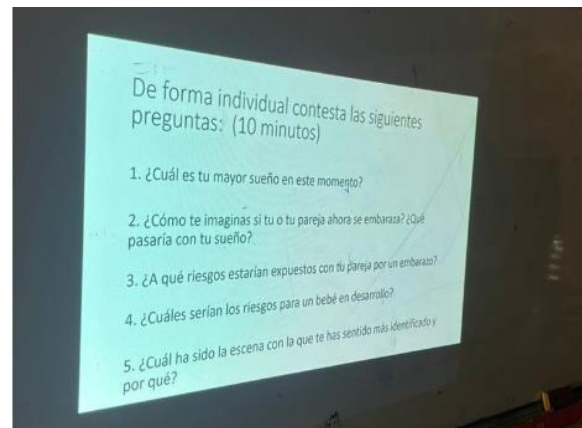 De forma individual contesta las siguientes
preguntas: (10 minutos)
1. ¿Cuál es tu mayor sueño en este momento?
2. ¿Cómo te imaginas si tu o tu pareja ahora se embaraza? ¿Qué
pasaría con tu sueño?
3. ¿A qué riesgos estarían expuestos con tu pareja por un embarazo?
4. ¿Cuáles serían los riesgos para un bebé en desarrollo?
5. ¿Cuál ha sido la escena con la que te has sentido más identificado y
por qué?